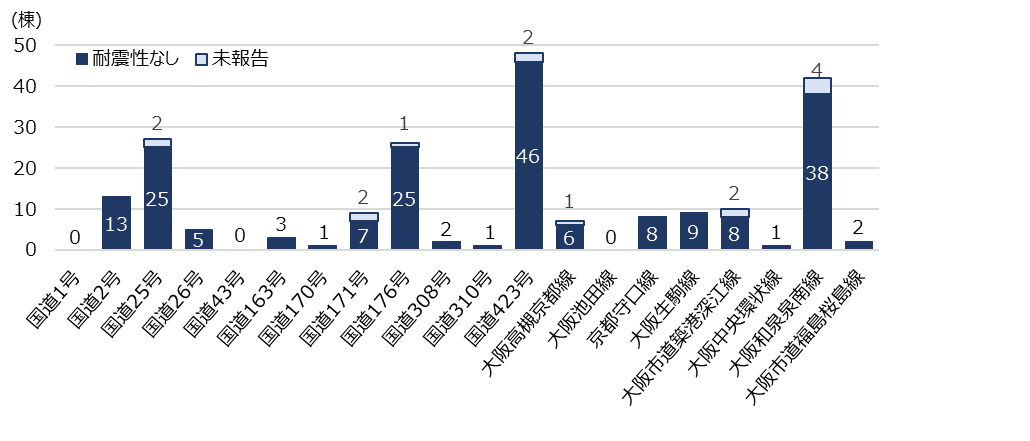 (棟)
50
40
30
20
10
0
耐震性なし 未報告
0
13
2
25
5
0
3
1
2
7
1
25
2
1
2
46
1
6
0
8
9
2
8
1
4
38
2
国道1号
国道2号
国道25号
国道26号
国道43号
国道163号
国道170号
国道171号
国道176号
国道308号
国道310号
国道423号
大阪高槻京都線
大阪池田線
京都守口線
大阪生駒線
大阪市道築港深江線
大阪中央環状線
大阪和泉泉南線
大阪市道福島桜島線